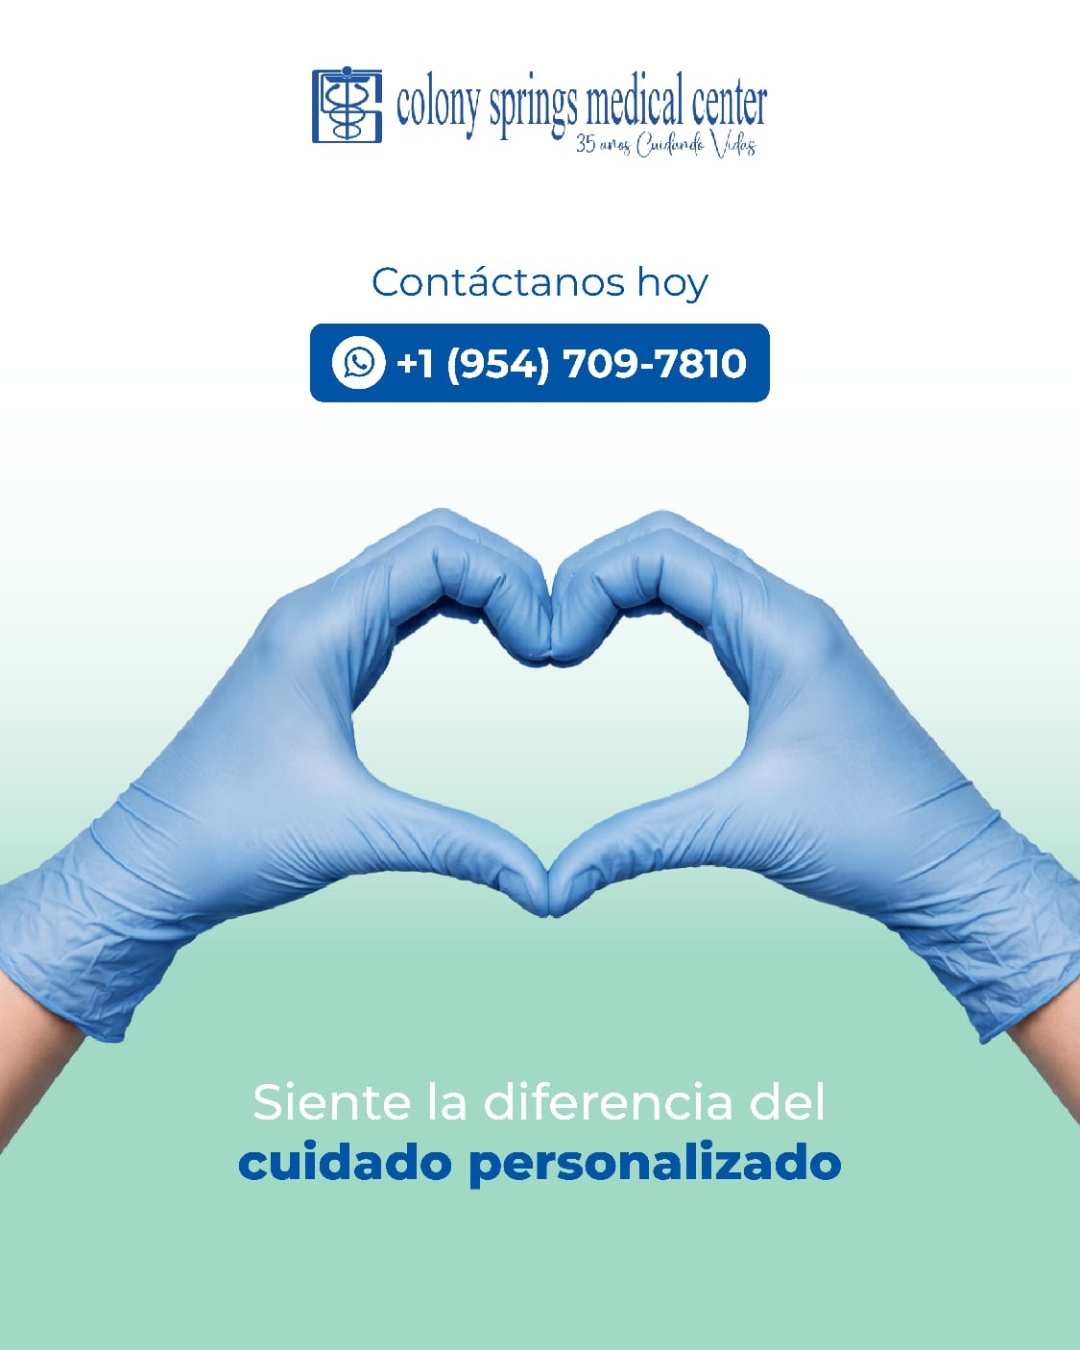 colony springs medical center
35 anos Cuidando Vidas
Contáctanos hoy
+1 (954) 709-7810
Siente la diferencia del
cuidado personalizado